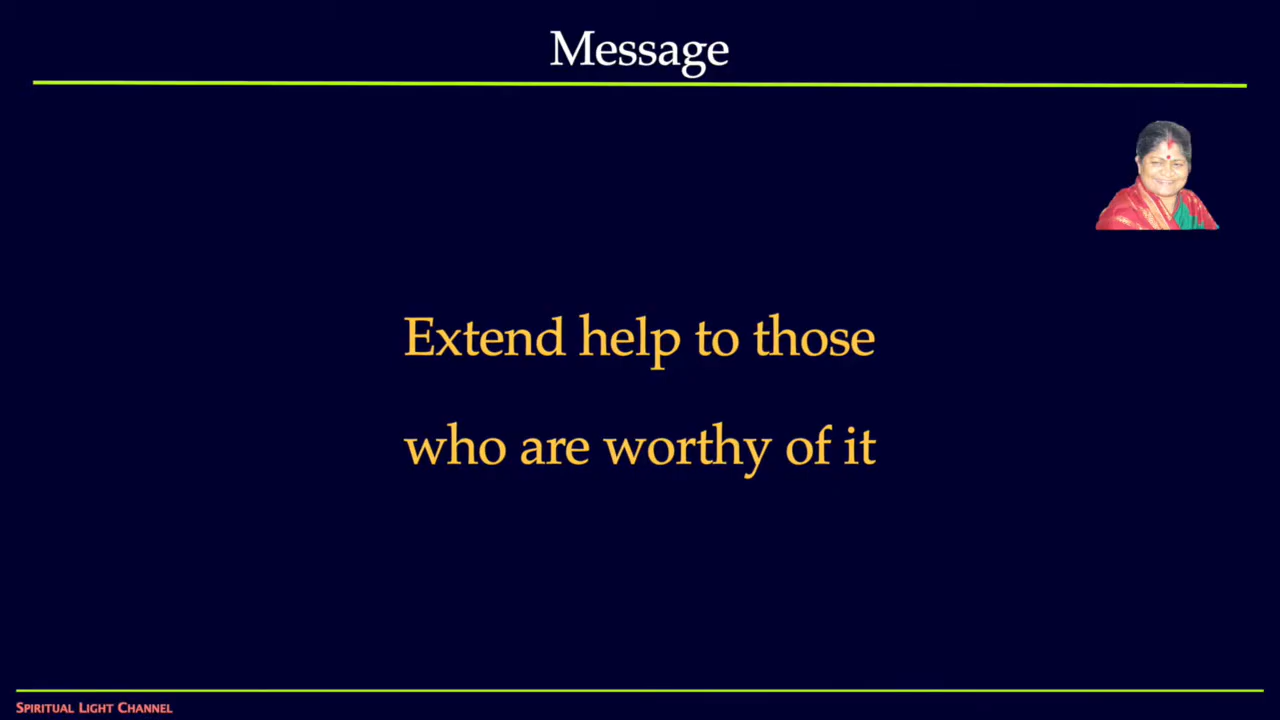 Message
Extend help to those
who are worthy of it
SPIRITUAL LIGHT CHANNEL